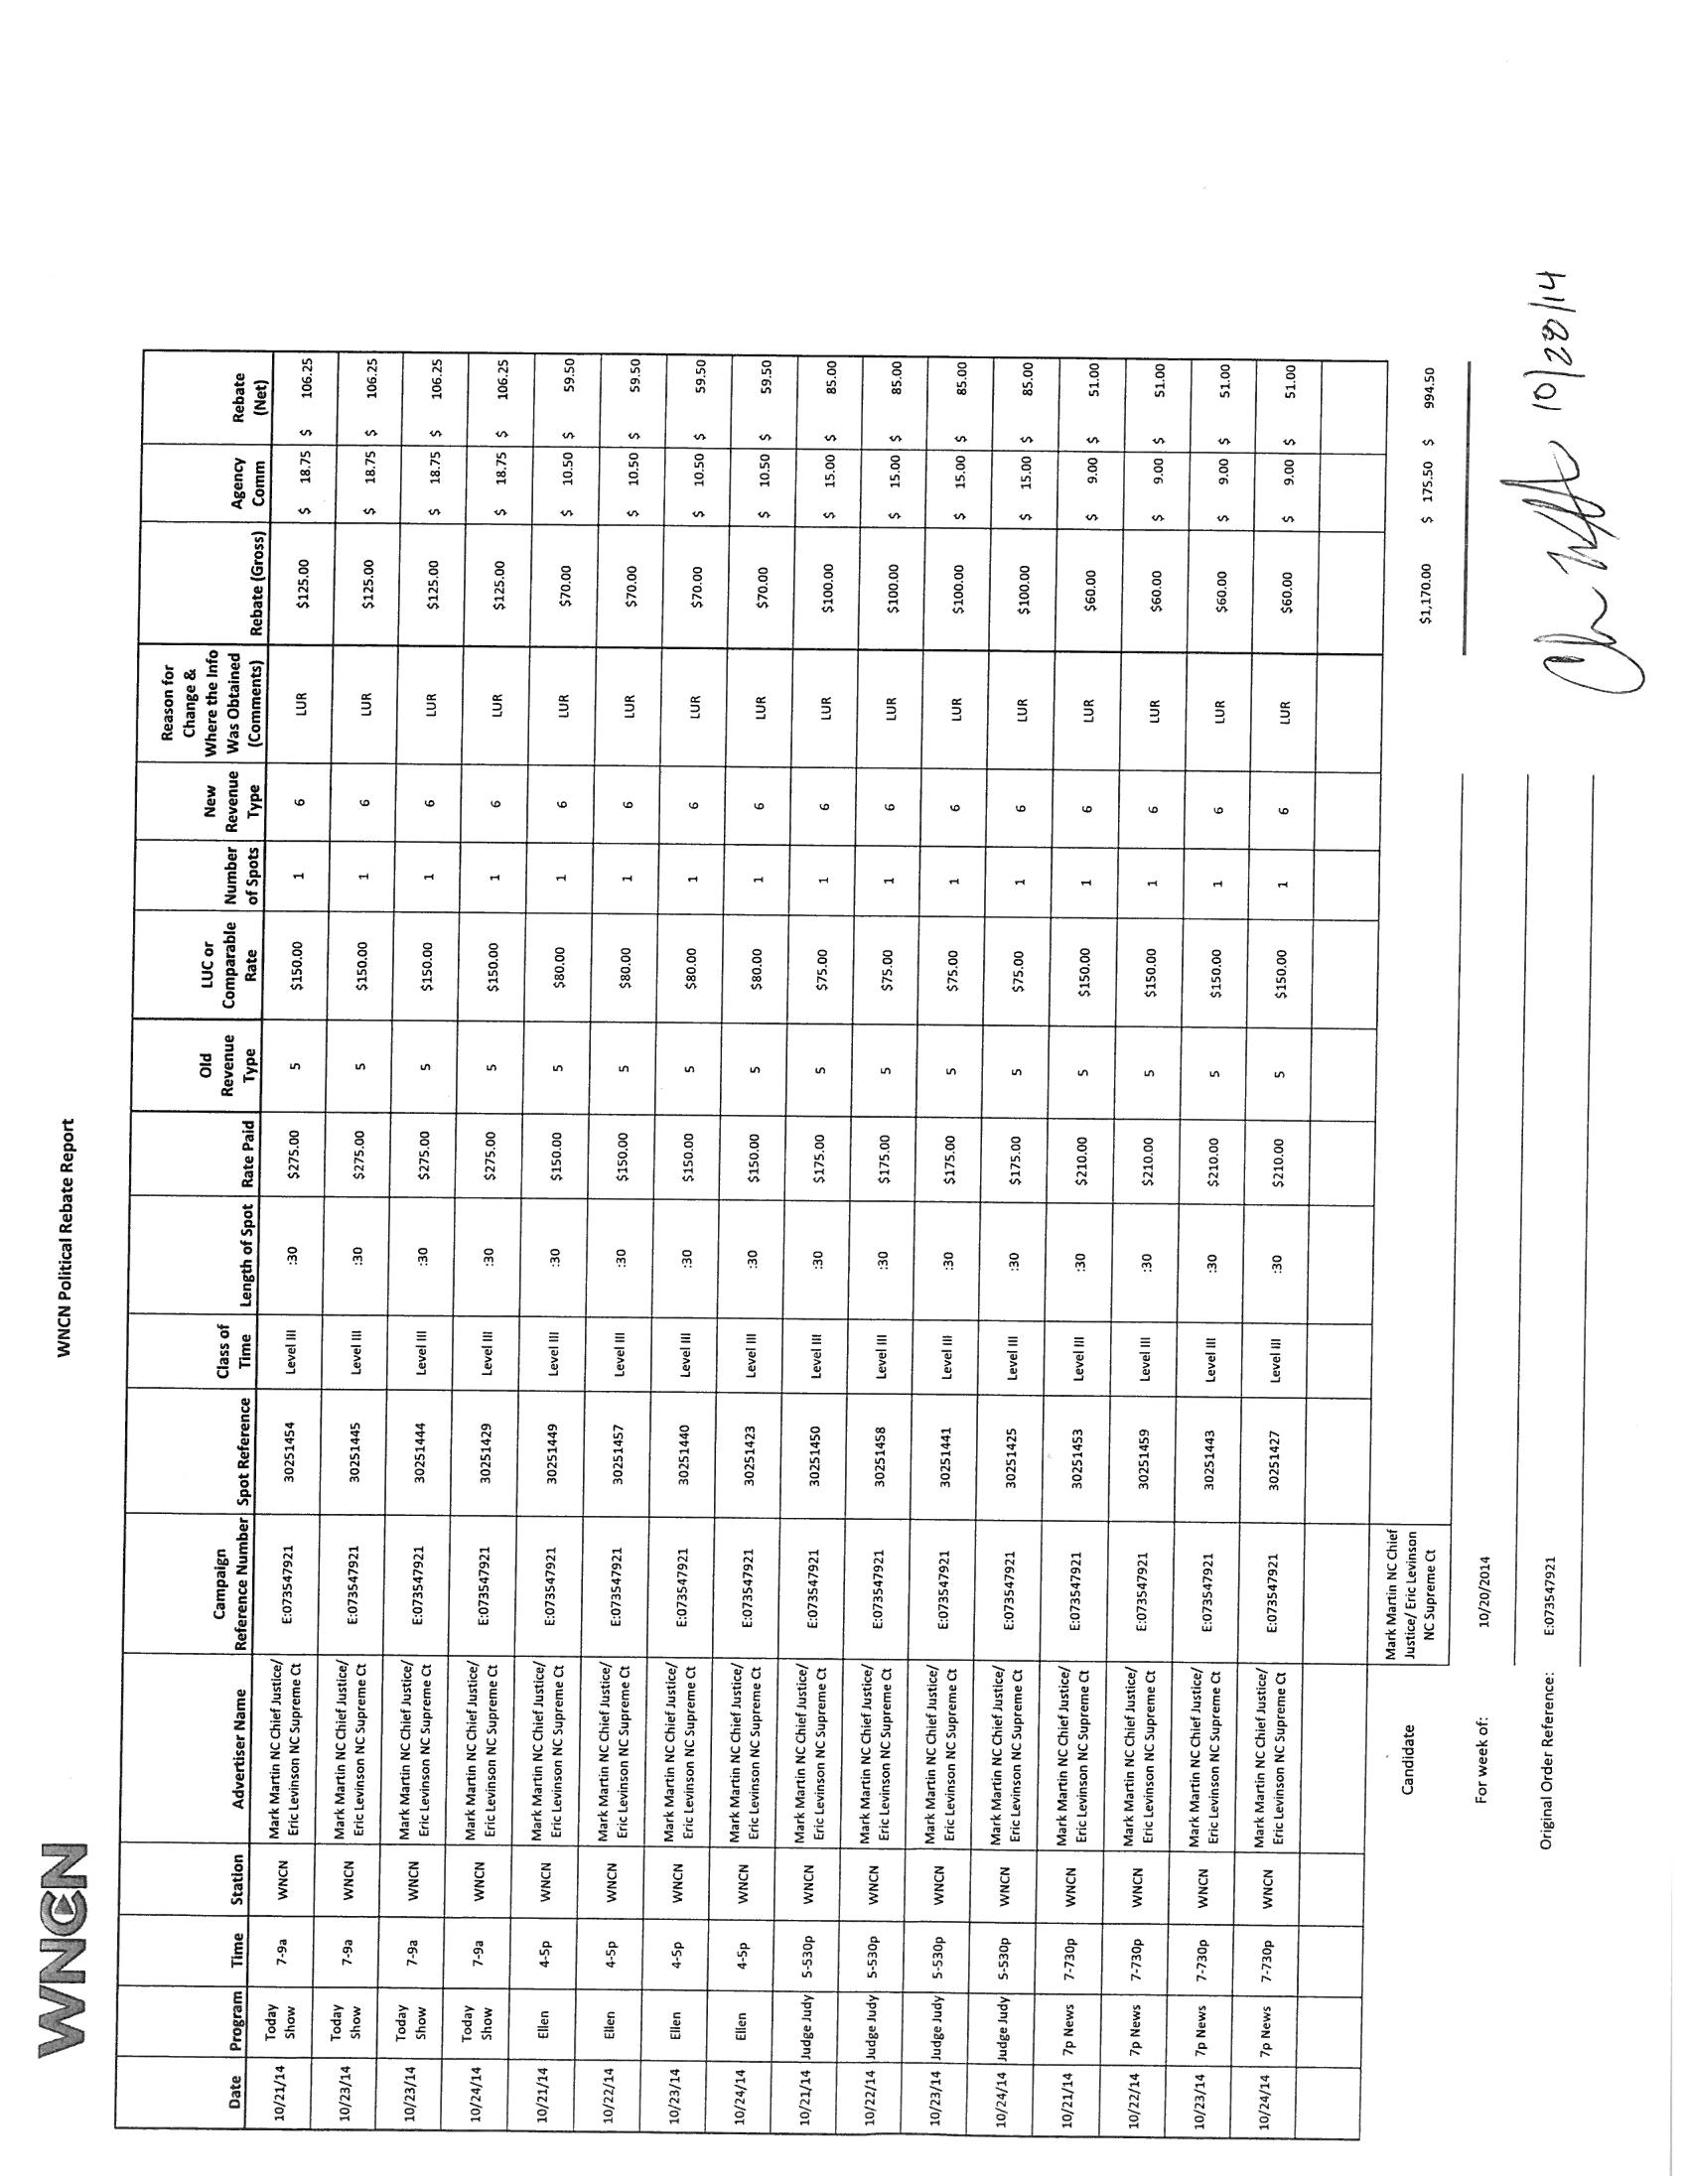 WNCN
WNCN Political Rebate Report
Date Program Time Station Advertiser Name Campaign Reference Number Spot Reference Class of Time Length of Spot Rate Paid Old Revenue Type LUC or Comparable Rate Number of Spots New Revenue Type Reason for Change & Where the Info Was Obtained (Comments) Rebate (Gross) Agency Comm Rebate (Net)
10/21/14 Today Show 7-9a WNCN Mark Martin NC Chief Justice/ Eric Levinson NC Supreme Ct E:073547921 30251454 Level III :30 $275.00 5 $150.00 1 6 LUR $125.00 $ 18.75 $ 106.25
10/23/14 Today Show 7-9a WNCN Mark Martin NC Chief Justice/ Eric Levinson NC Supreme Ct E:073547921 30251445 Level III :30 $275.00 5 $150.00 1 6 LUR $125.00 $ 18.75 $ 106.25
10/23/14 Today Show 7-9a WNCN Mark Martin NC Chief Justice/ Eric Levinson NC Supreme Ct E:073547921 30251444 Level III :30 $275.00 5 $150.00 1 6 LUR $125.00 $ 18.75 $ 106.25
10/24/14 Today Show 7-9a WNCN Mark Martin NC Chief Justice/ Eric Levinson NC Supreme Ct E:073547921 30251429 Level III :30 $275.00 5 $150.00 1 6 LUR $125.00 $ 18.75 $ 106.25
10/21/14 Ellen 4-5p WNCN Mark Martin NC Chief Justice/ Eric Levinson NC Supreme Ct E:073547921 30251449 Level III :30 $150.00 5 $80.00 1 6 LUR $70.00 $ 10.50 $ 59.50
10/22/14 Ellen 4-5p WNCN Mark Martin NC Chief Justice/ Eric Levinson NC Supreme Ct E:073547921 30251457 Level III :30 $150.00 5 $80.00 1 6 LUR $70.00 $ 10.50 $ 59.50
10/23/14 Ellen 4-5p WNCN Mark Martin NC Chief Justice/ Eric Levinson NC Supreme Ct E:073547921 30251440 Level III :30 $150.00 5 $80.00 1 6 LUR $70.00 $ 10.50 $ 59.50
10/24/14 Ellen 4-5p WNCN Mark Martin NC Chief Justice/ Eric Levinson NC Supreme Ct E:073547921 30251423 Level III :30 $150.00 5 $80.00 1 6 LUR $70.00 $ 10.50 $ 59.50
10/21/14 Judge Judy 5-530p WNCN Mark Martin NC Chief Justice/ Eric Levinson NC Supreme Ct E:073547921 30251450 Level III :30 $175.00 5 $75.00 1 6 LUR $100.00 $ 15.00 $ 85.00
10/22/14 Judge Judy 5-530p WNCN Mark Martin NC Chief Justice/ Eric Levinson NC Supreme Ct E:073547921 30251458 Level III :30 $175.00 5 $75.00 1 6 LUR $100.00 $ 15.00 $ 85.00
10/23/14 Judge Judy 5-530p WNCN Mark Martin NC Chief Justice/ Eric Levinson NC Supreme Ct E:073547921 30251441 Level III :30 $175.00 5 $75.00 1 6 LUR $100.00 $ 15.00 $ 85.00
10/24/14 Judge Judy 5-530p WNCN Mark Martin NC Chief Justice/ Eric Levinson NC Supreme Ct E:073547921 30251425 Level III :30 $175.00 5 $75.00 1 6 LUR $100.00 $ 15.00 $ 85.00
10/21/14 7p News 7-730p WNCN Mark Martin NC Chief Justice/ Eric Levinson NC Supreme Ct E:073547921 30251453 Level III :30 $210.00 5 $150.00 1 6 LUR $60.00 $ 9.00 $ 51.00
10/22/14 7p News 7-730p WNCN Mark Martin NC Chief Justice/ Eric Levinson NC Supreme Ct E:073547921 30251459 Level III :30 $210.00 5 $150.00 1 6 LUR $60.00 $ 9.00 $ 51.00
10/23/14 7p News 7-730p WNCN Mark Martin NC Chief Justice/ Eric Levinson NC Supreme Ct E:073547921 30251443 Level III :30 $210.00 5 $150.00 1 6 LUR $60.00 $ 9.00 $ 51.00
10/24/14 7p News 7-730p WNCN Mark Martin NC Chief Justice/ Eric Levinson NC Supreme Ct E:073547921 30251427 Level III :30 $210.00 5 $150.00 1 6 LUR $60.00 $ 9.00 $ 51.00
Candidate Mark Martin NC Chief Justice/ Eric Levinson NC Supreme Ct $1,170.00 $ 175.50 $ 994.50
For week of: 10/20/2014
Original Order Reference: E:073547921
10/28/14